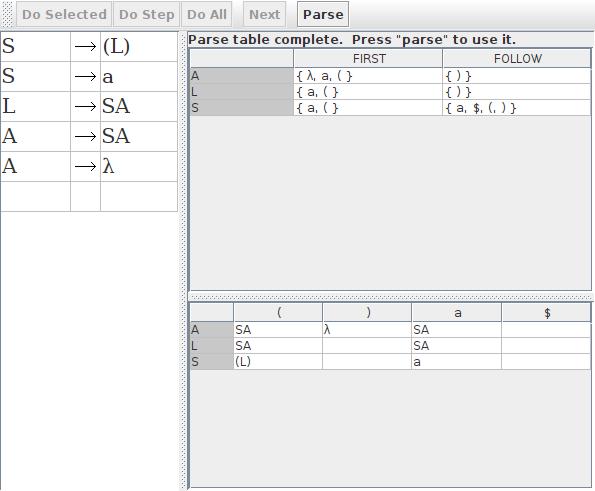 Do Selected Do Step Do All Next Parse
S → (L)
S → a
L → SA
A → SA
A → λ
Parse table complete. Press "parse" to use it.
FIRST FOLLOW
A { λ, a, ( } { ) }
L { a, ( } { ) }
S { a, ( } { a, $, (, ) }
( ) a $
A SA λ SA
L SA SA
S (L) a